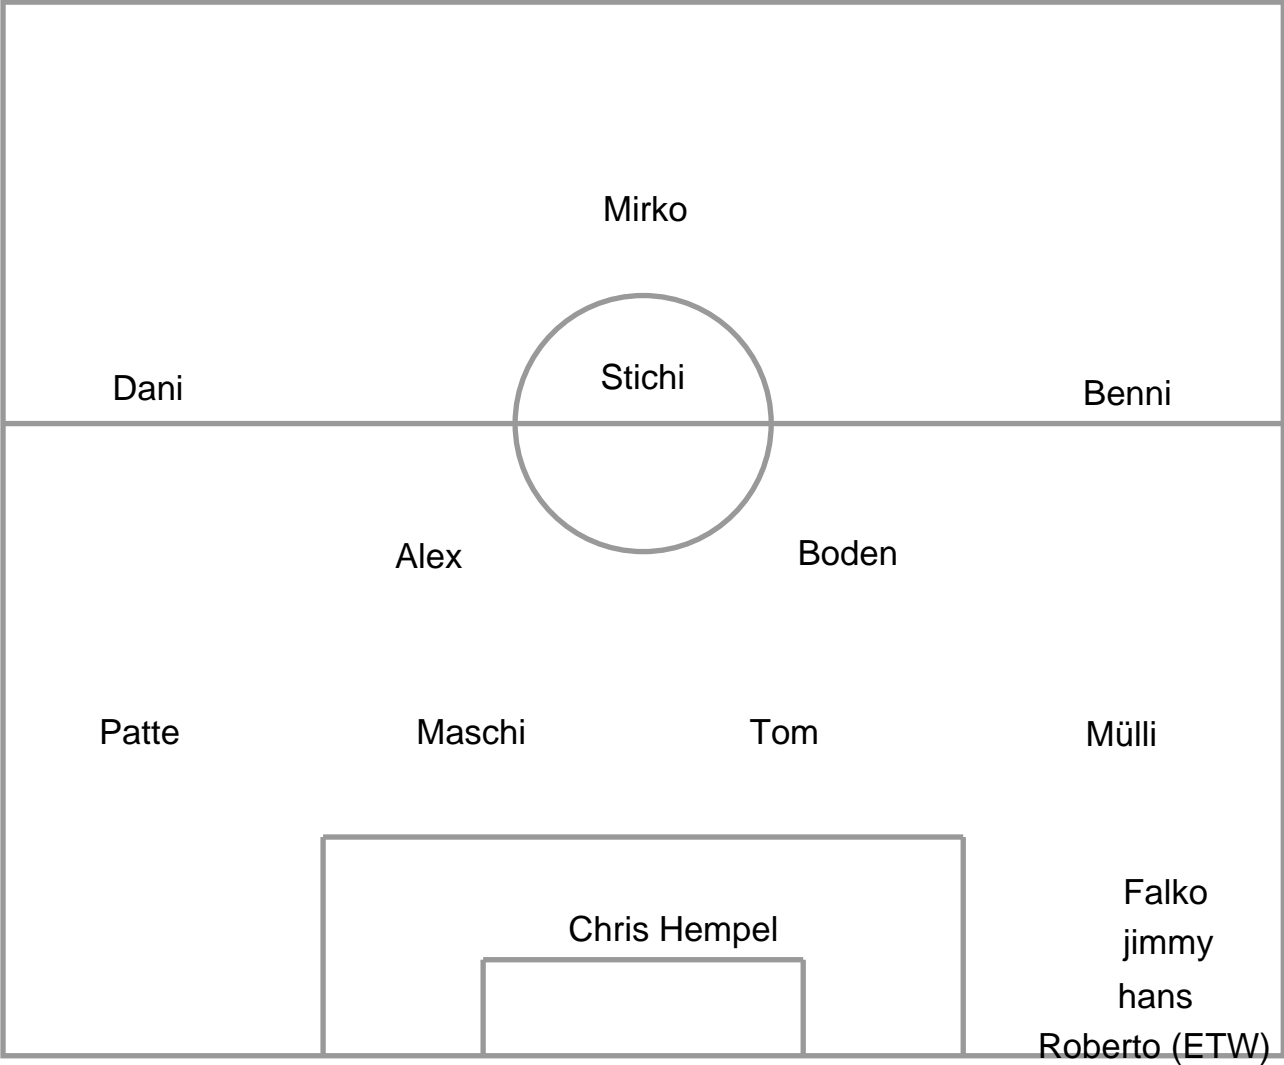 Mirko
Dani Stichi Benni
Alex Boden
Patte Maschi Tom Mülli
Falko
Chris Hempel
jimmy
hans
Roberto (ETW)